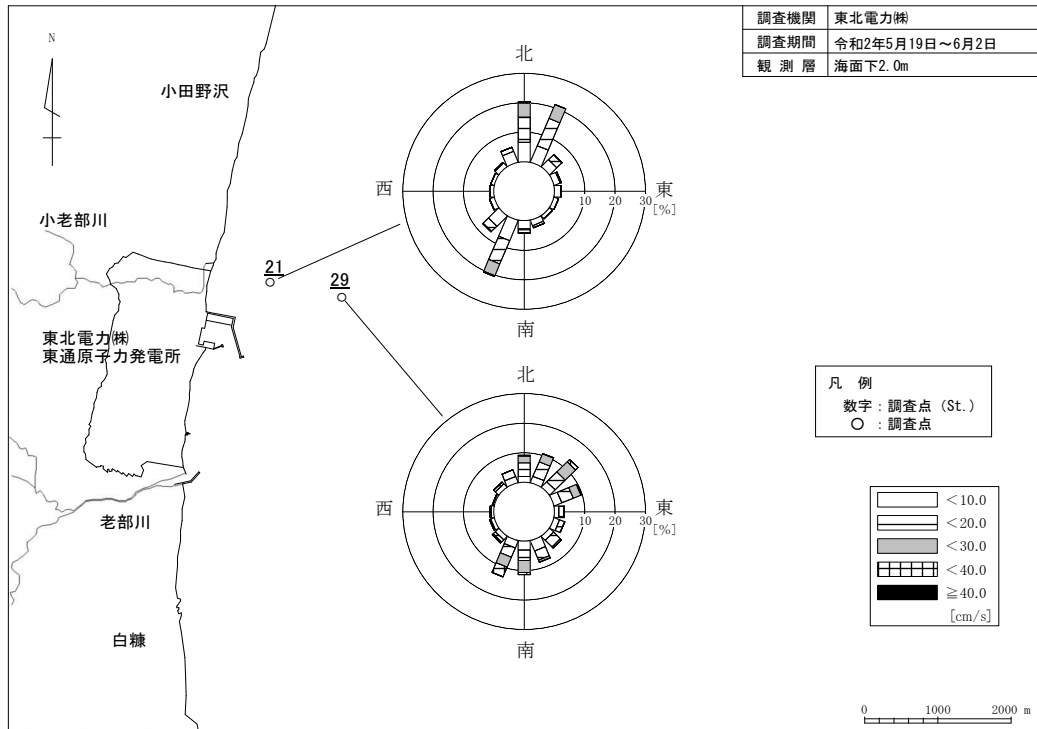 調査機関 東北電力㈱
調査期間 令和2年5月19日～6月2日
観測層 海面下2.0m
N
小田野沢
北
西
東
10 20 30
[%]
南
小老部川
21
29
東北電力㈱
東通原子力発電所
北
西
東
10 20 30
[%]
南
凡 例
数字：調査点 (St.)
○ ：調査点
老部川
＜10.0
＜20.0
＜30.0
＜40.0
≧40.0
[cm/s]
白糠
0 1000 2000 m